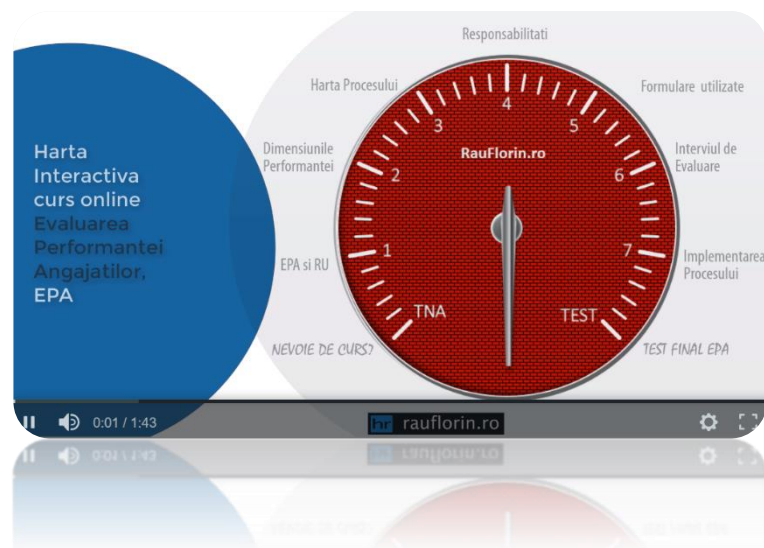 Harta
Interactiva
curs online
Evaluarea
Performantei
Angajatilor,
EPA
Responsabilitati
Harta Procesului
Formulare utilizate
Dimensiunile
Performantei
Interviul de
Evaluare
EPA si RU
Implementarea
Procesului
NEVOIE DE CURS?
TEST FINAL EPA
RauFlorin.ro
TNA
1
2
3
4
5
6
7
TEST
0:01 / 1:43
hr rauflorin.ro